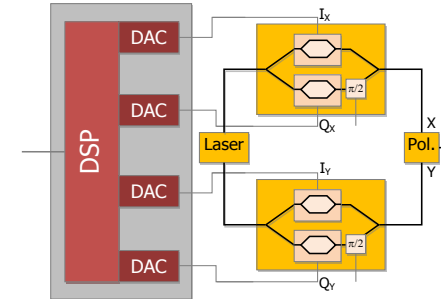 DSP
DAC
DAC
DAC
DAC
I_X
π/2
Q_X
Laser
Pol.
X
Y
I_Y
π/2
Q_Y